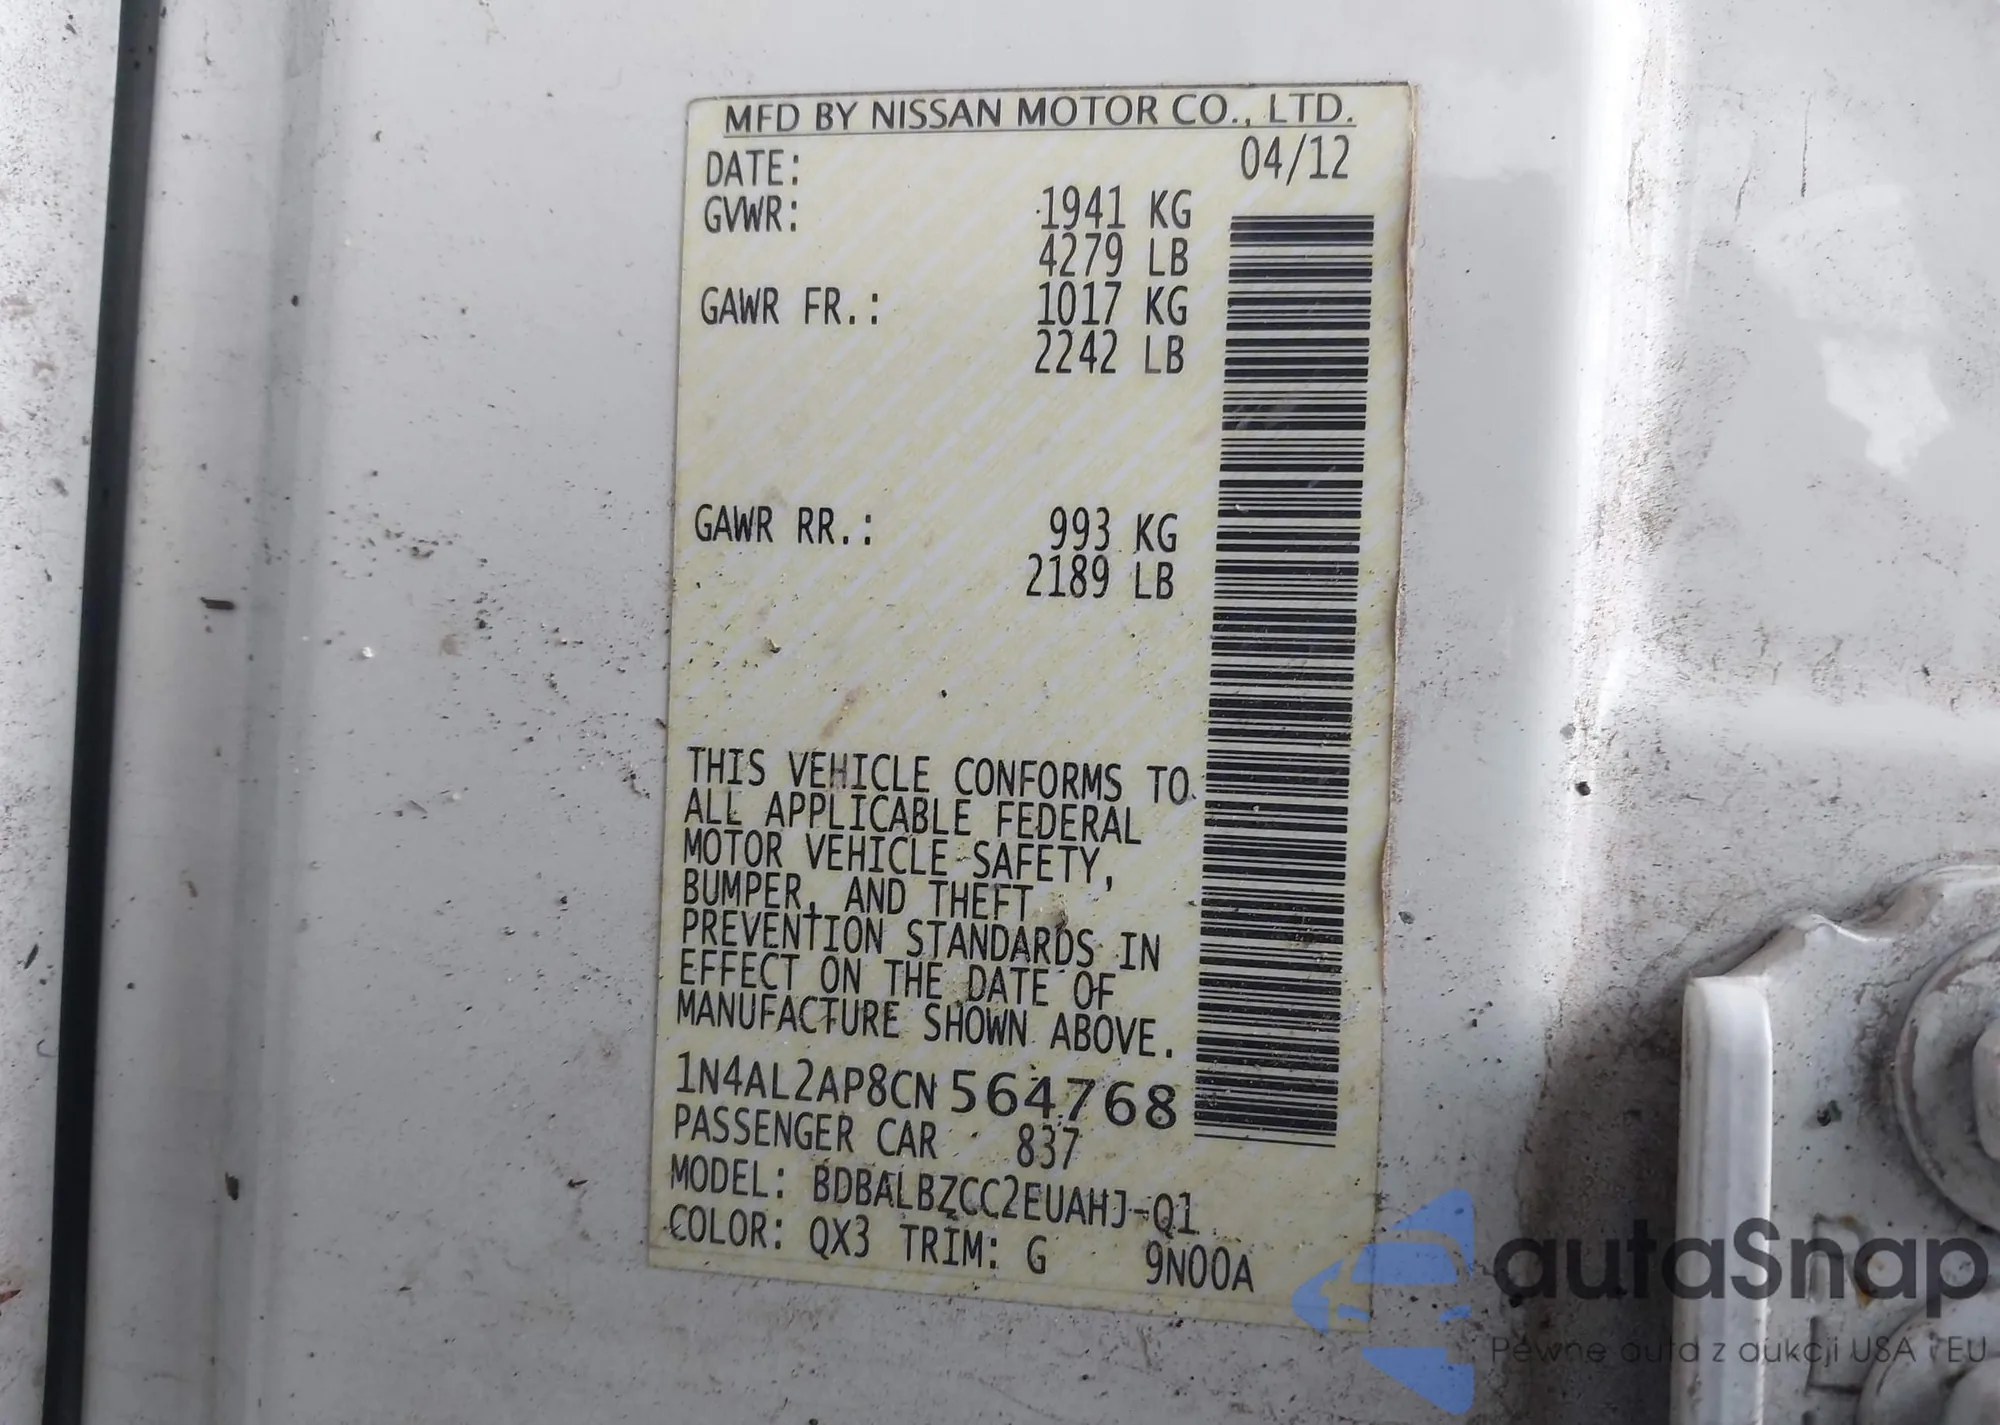 MFD BY NISSAN MOTOR CO., LTD.
DATE: 04/12
GVWR: 1941 KG
4279 LB
GAWR FR.: 1017 KG
2242 LB
GAWR RR.: 993 KG
2189 LB
THIS VEHICLE CONFORMS TO
ALL APPLICABLE FEDERAL
MOTOR VEHICLE SAFETY,
BUMPER, AND THEFT
PREVENTION STANDARDS IN
EFFECT ON THE DATE OF
MANUFACTURE SHOWN ABOVE.
1N4AL2AP8CN564768
PASSENGER CAR 837
MODEL: BDBALBZCC2EUAHJ-Q1
COLOR: QX3 TRIM: G 9N00A
autaSnap
Pewne auta z aukcji USA i EU